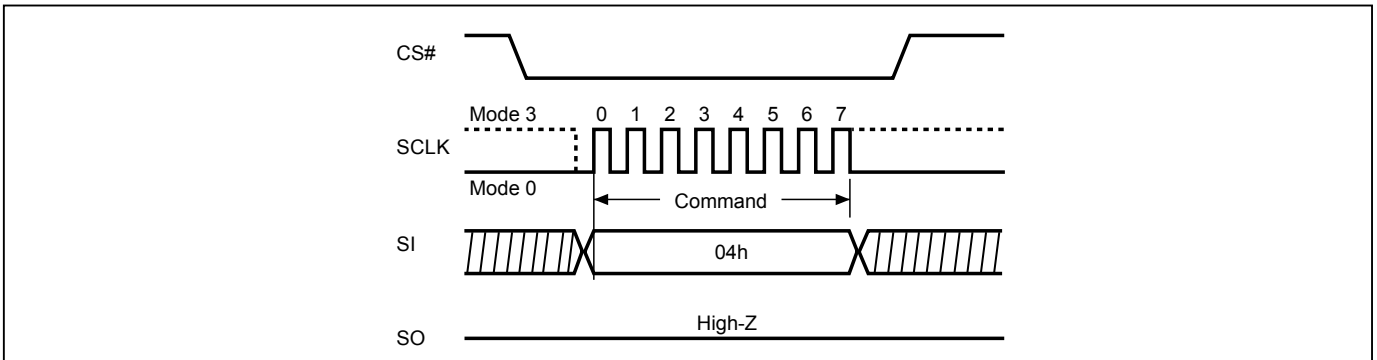 CS#
Mode 3
0 1 2 3 4 5 6 7
SCLK
Mode 0
Command
SI
04h
High-Z
SO